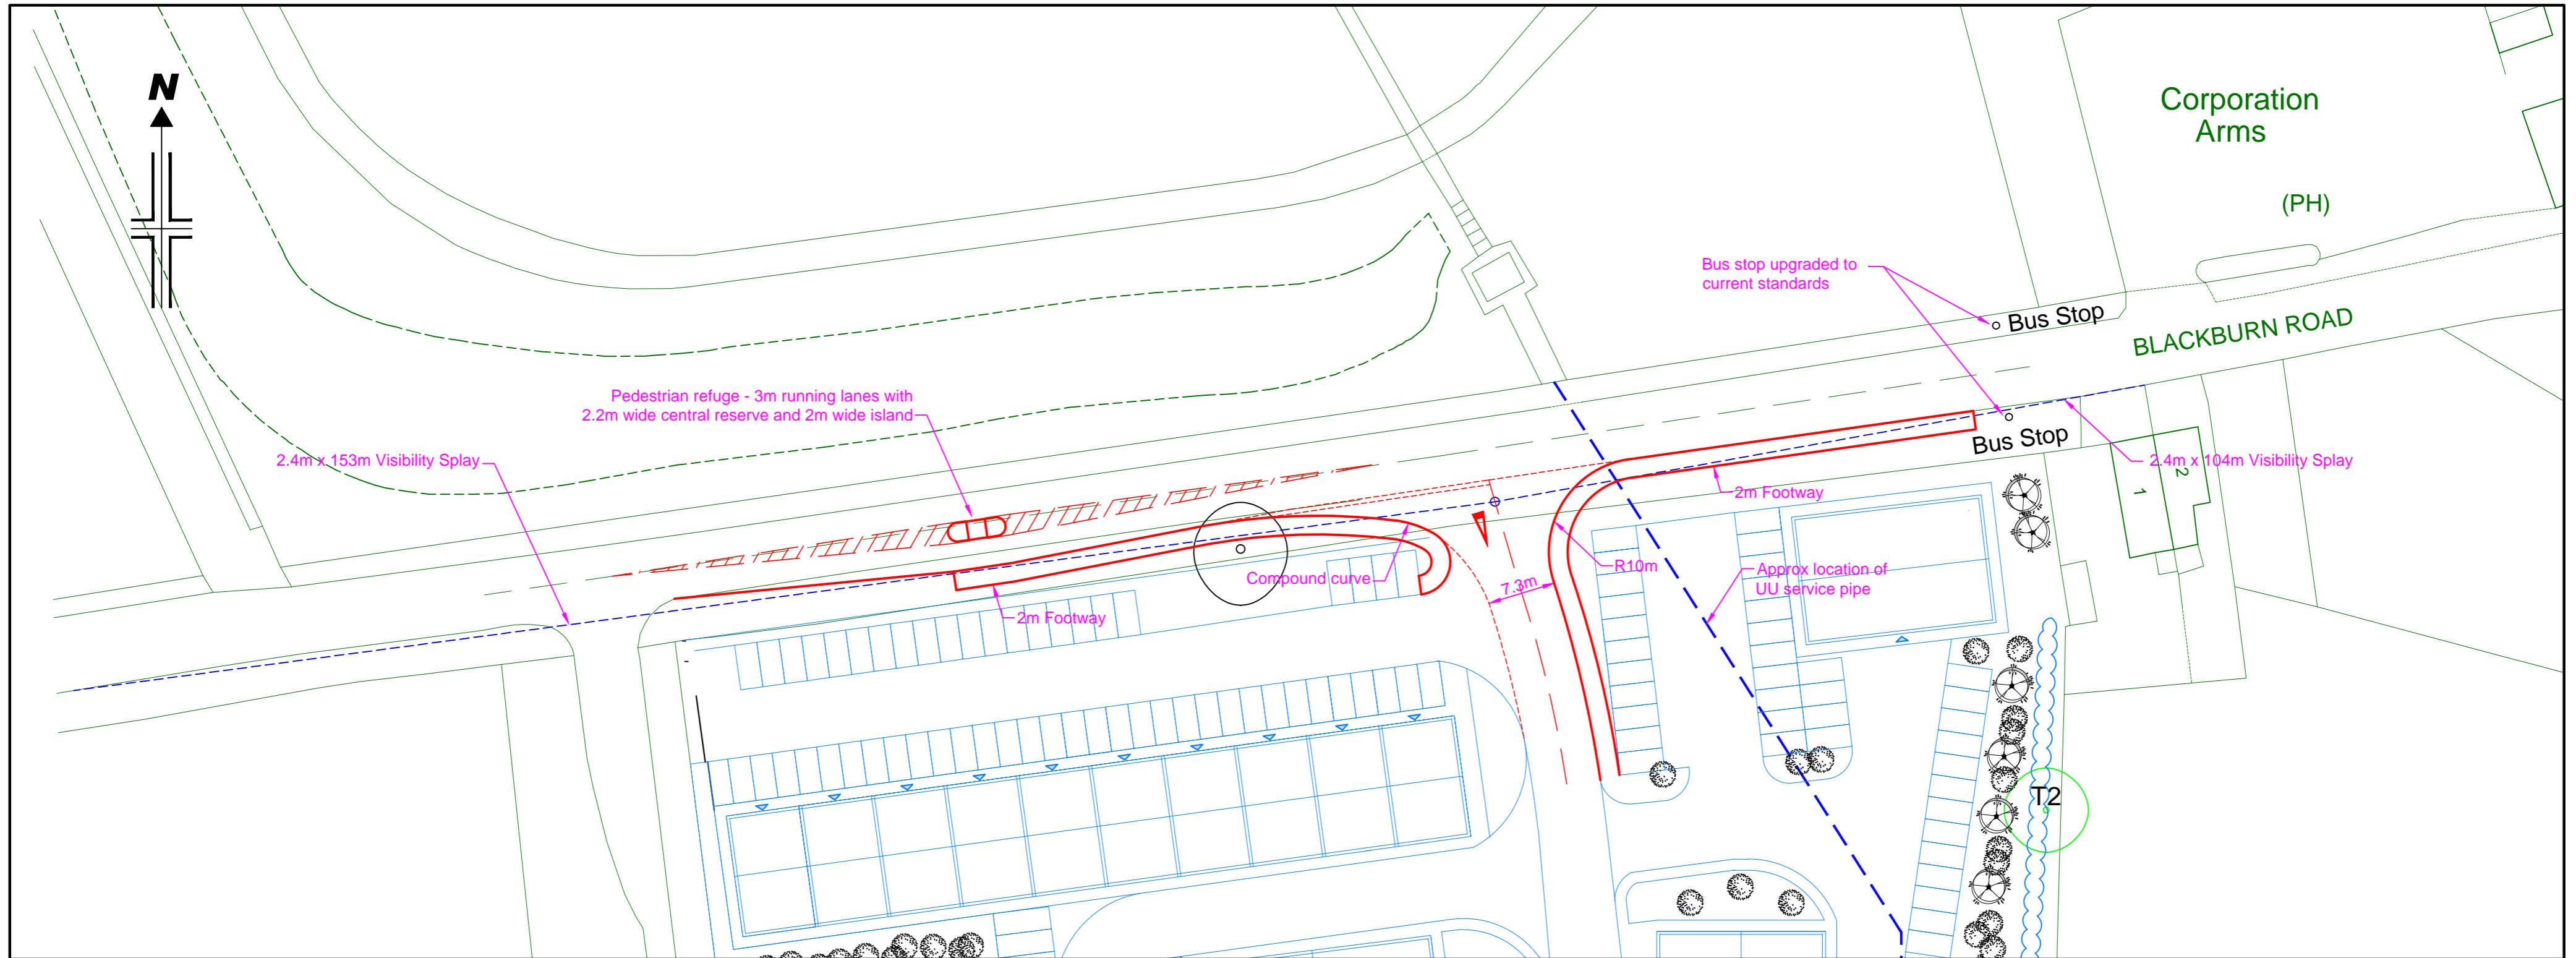 N
Corporation
Arms
(PH)
Bus stop upgraded to
current standards
Bus Stop
BLACKBURN ROAD
Pedestrian refuge - 3m running lanes with
2.2m wide central reserve and 2m wide island
2.4m x 153m Visibility Splay
Bus Stop
2.4m x 104m Visibility Splay
1
2
2m Footway
R10m
Approx location of
UU service pipe
Compound curve
7.3m
2m Footway
T2